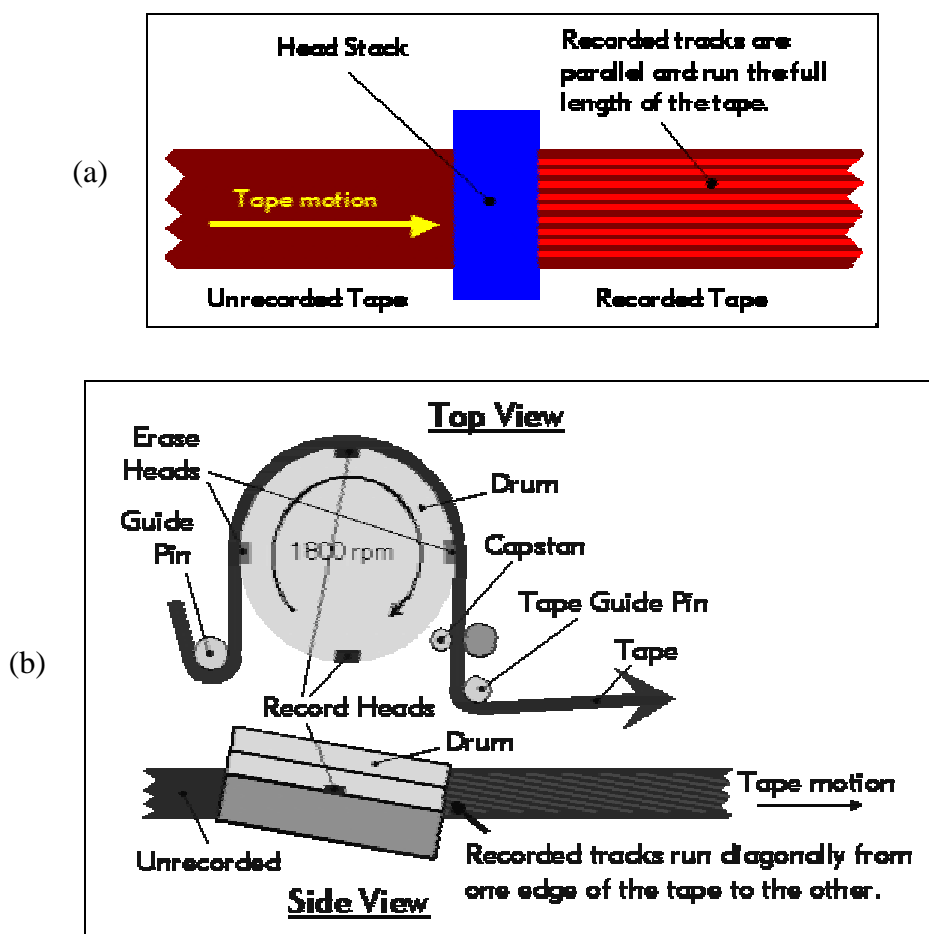 (a)
Head Stack
Recorded tracks are
parallel and run the full
length of the tape.
Tape motion
Unrecorded Tape
Recorded Tape
(b)
Top View
Erase
Heads
Drum
Guide
Pin
1800 rpm
Capstan
Tape Guide Pin
Tape
Record Heads
Drum
Tape motion
Unrecorded
Recorded tracks run diagonally from
one edge of the tape to the other.
Side View